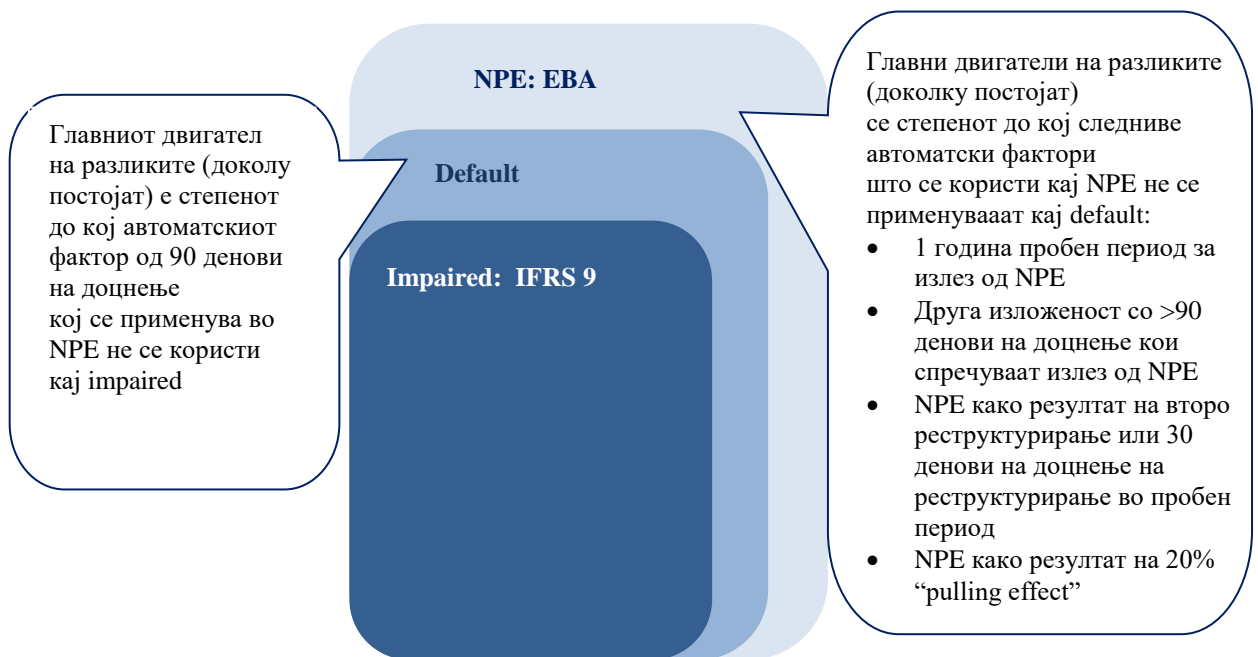 Главниот двигател
на разликите (доколу
постојат) е степенот
до кој автоматскиот
фактор од 90 денови
на доцнење
кој се применува во
NPE не се користи
кај impaired
NPE: EBA
Default
Impaired: IFRS 9
Главни двигатели на разликите
(доколку постојат)
се степенот до кој следниве
автоматски фактори
што се користи кај NPE не се
применувааат кај default:
• 1 година пробен период за
излез од NPE
• Друга изложеност со >90
денови на доцнење кои
спречуваат излез од NPE
• NPE како резултат на второ
реструктурирање или 30
денови на доцнење на
реструктурирање во пробен
период
• NPE како резултат на 20%
“pulling effect”